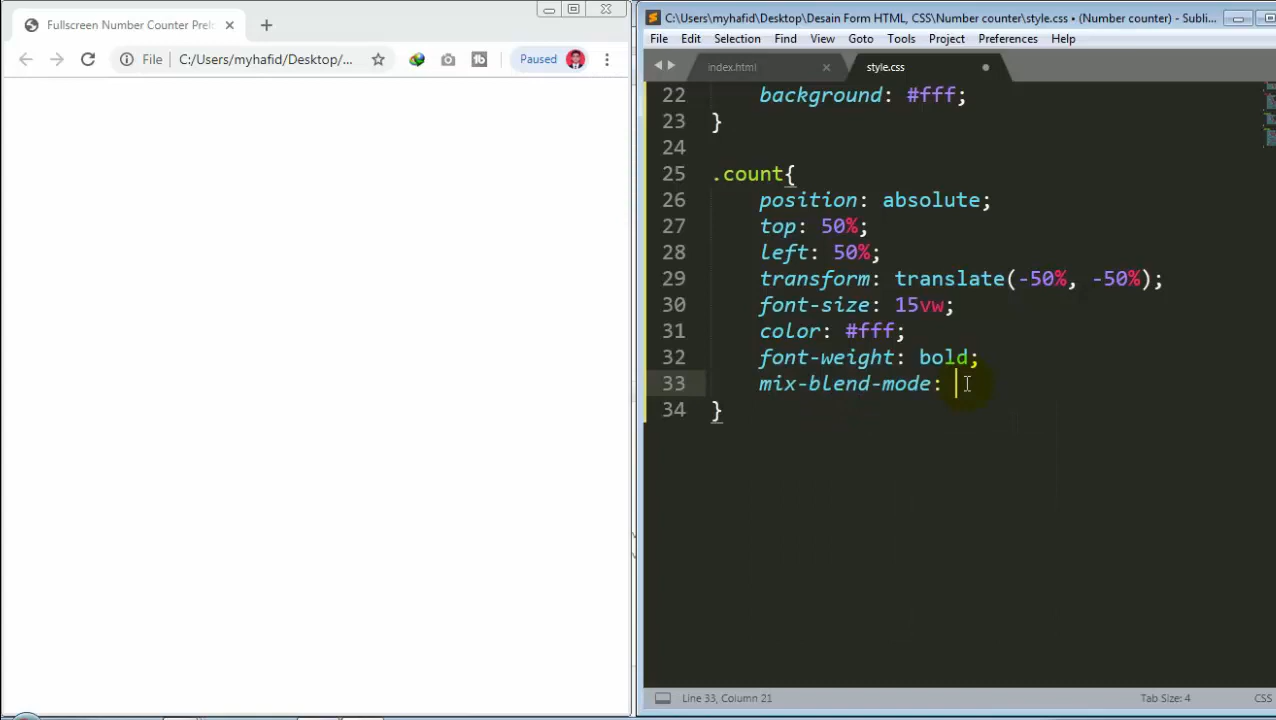 Fullscreen Number Counter Prel
File C:/Users/myhafid/Desktop/... Paused
C:\Users\myhafid\Desktop\Desain Form HTML, CSS\Number counter\style.css • (Number counter) - Subli...
File Edit Selection Find View Goto Tools Project Preferences Help
index.html style.css
22 background: #fff;
23 }
24
25 .count{
26 position: absolute;
27 top: 50%;
28 left: 50%;
29 transform: translate(-50%, -50%);
30 font-size: 15vw;
31 color: #fff;
32 font-weight: bold;
33 mix-blend-mode:
34 }
Line 33, Column 21 Tab Size: 4 CSS